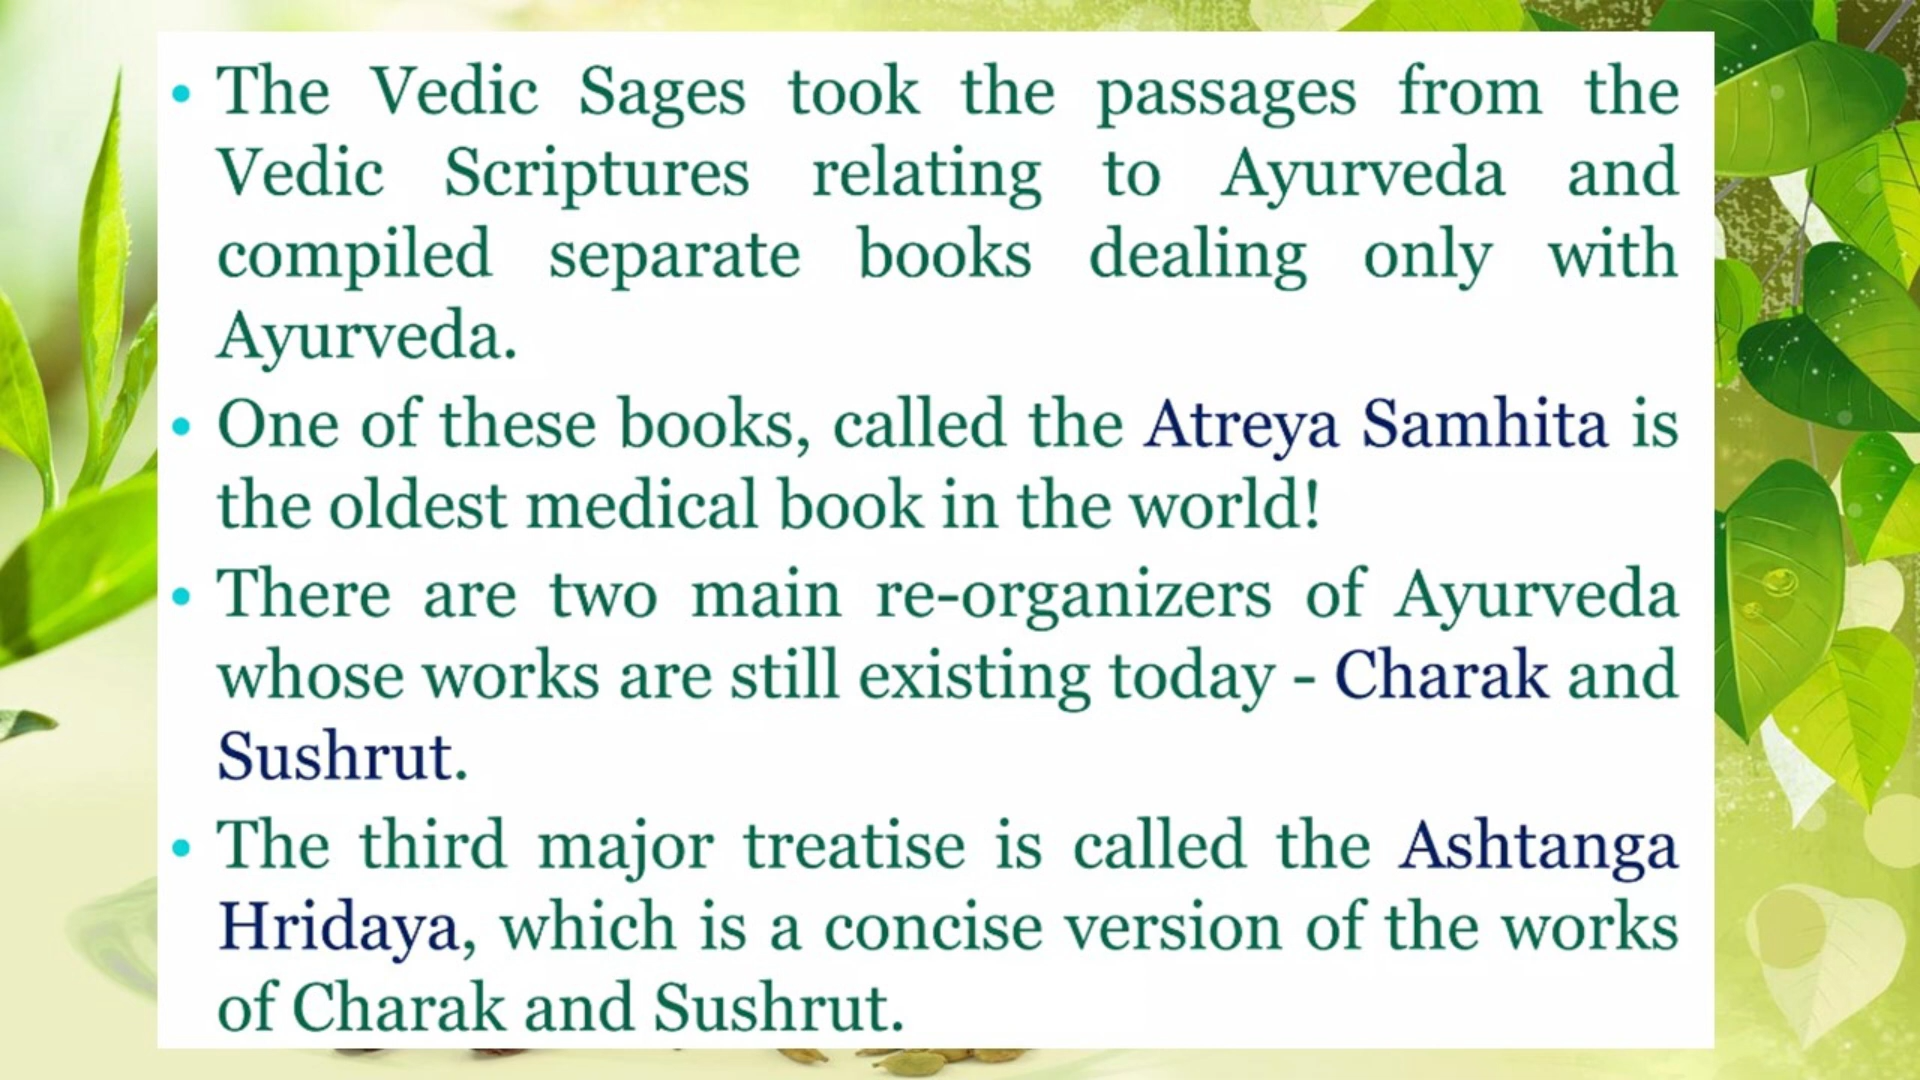 • The Vedic Sages took the passages from the
Vedic Scriptures relating to Ayurveda and
compiled separate books dealing only with
Ayurveda.
• One of these books, called the Atreya Samhita is
the oldest medical book in the world!
• There are two main re-organizers of Ayurveda
whose works are still existing today - Charak and
Sushrut.
• The third major treatise is called the Ashtanga
Hridaya, which is a concise version of the works
of Charak and Sushrut.